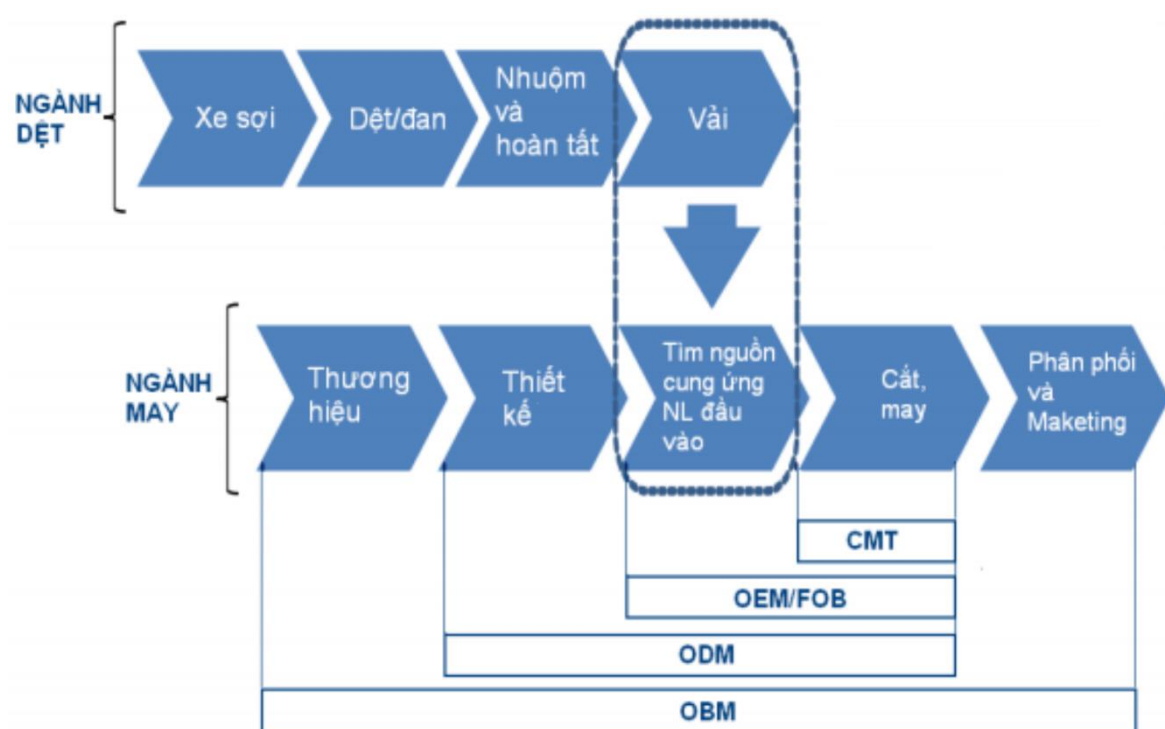 NGÀNH
DỆT
Xe sợi
Dệt/đan
Nhuộm
và
hoàn tất
Vải
NGÀNH
MAY
Thương
hiệu
Thiết
kế
Tìm nguồn
cung ứng
NL đầu
vào
Cắt,
may
Phân phối
và
Maketing
CMT
OEM/FOB
ODM
OBM